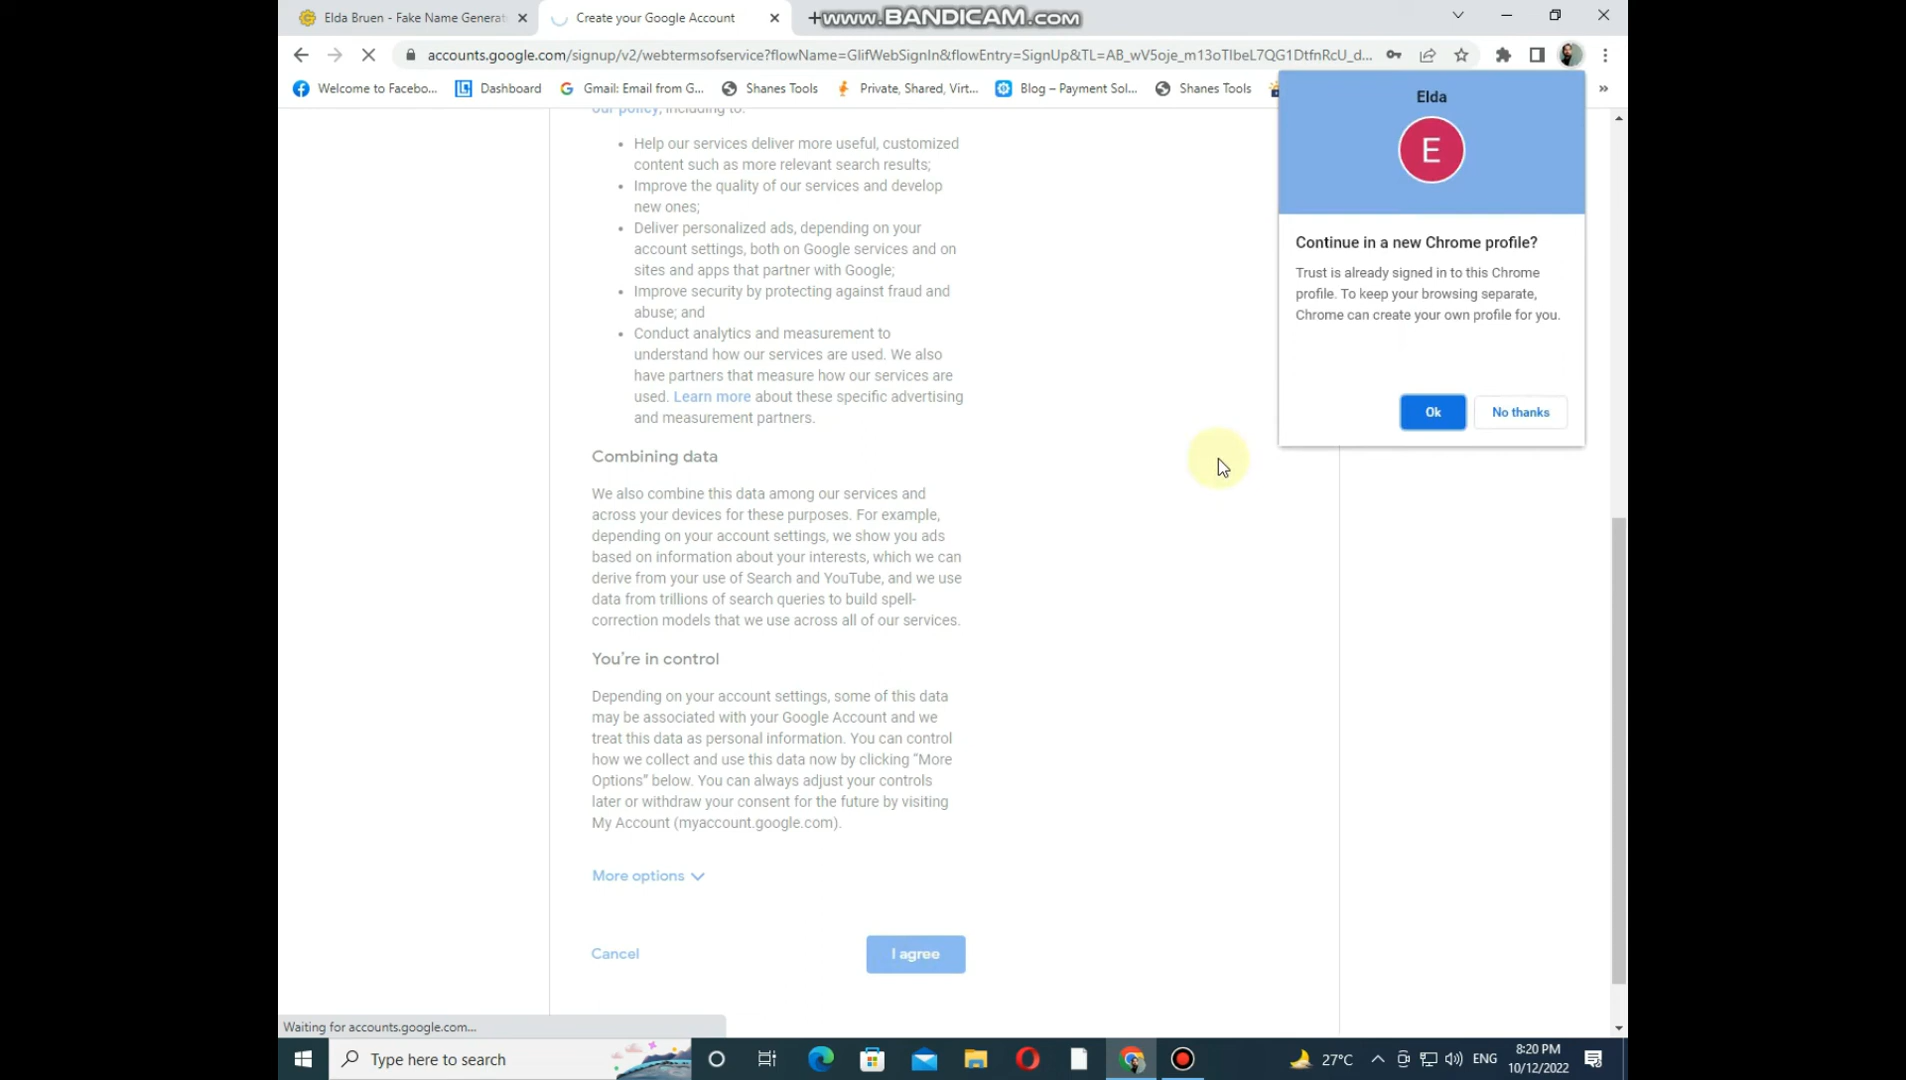 Elda Bruen - Fake Name Generat
Create your Google Account
www.BANDICAM.com
accounts.google.com/signup/v2/webtermsofservice?flowName=GlifWebSignIn&flowEntry=SignUp&TL=AB_wV5oje_m13oTIbeL7QG1DtfnRcU_d...
Welcome to Facebo...
Dashboard
Gmail: Email from G...
Shanes Tools
Private, Shared, Virt...
Blog – Payment Sol...
Shanes Tools
our policy, including to:
• Help our services deliver more useful, customized
content such as more relevant search results;
• Improve the quality of our services and develop
new ones;
• Deliver personalized ads, depending on your
account settings, both on Google services and on
sites and apps that partner with Google;
• Improve security by protecting against fraud and
abuse; and
• Conduct analytics and measurement to
understand how our services are used. We also
have partners that measure how our services are
used. Learn more about these specific advertising
and measurement partners.
Combining data
We also combine this data among our services and
across your devices for these purposes. For example,
depending on your account settings, we show you ads
based on information about your interests, which we can
derive from your use of Search and YouTube, and we use
data from trillions of search queries to build spell-
correction models that we use across all of our services.
You're in control
Depending on your account settings, some of this data
may be associated with your Google Account and we
treat this data as personal information. You can control
how we collect and use this data now by clicking “More
Options” below. You can always adjust your controls
later or withdraw your consent for the future by visiting
My Account (myaccount.google.com).
More options
Cancel
I agree
Elda
E
Continue in a new Chrome profile?
Trust is already signed in to this Chrome
profile. To keep your browsing separate,
Chrome can create your own profile for you.
Ok
No thanks
Waiting for accounts.google.com...
Type here to search
27°C
ENG
8:20 PM
10/12/2022